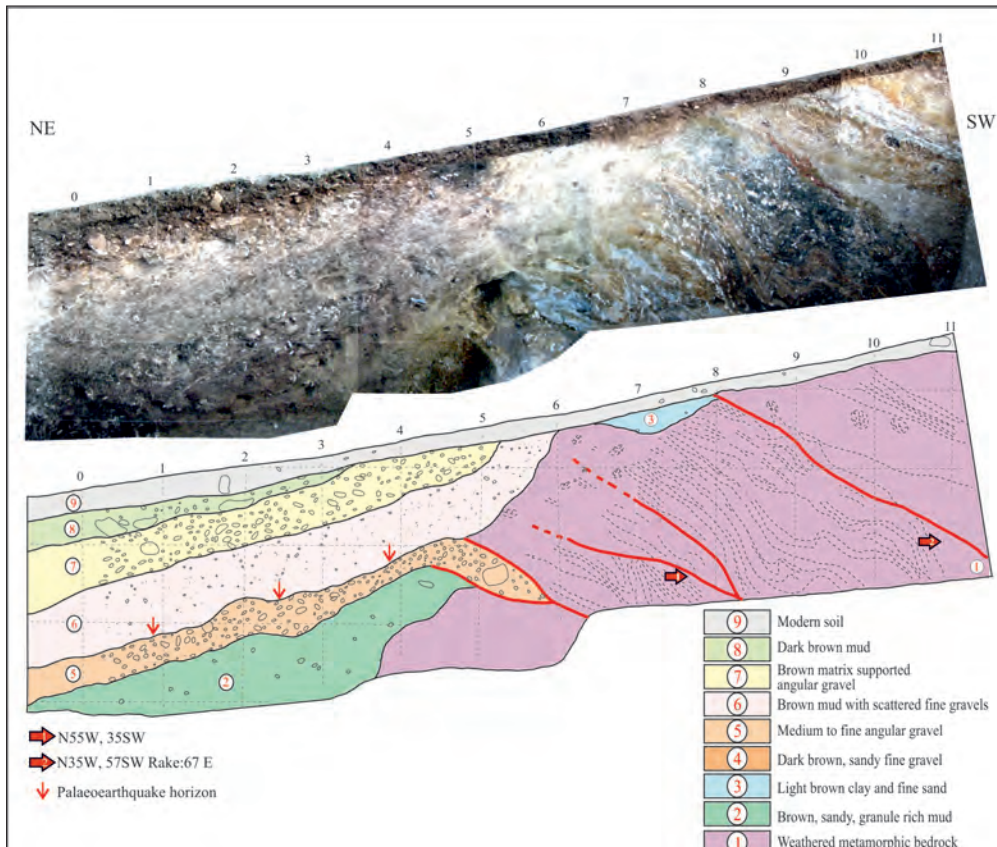 11
10
9
8
7
6
5
4
3
2
1
0
NE
SW
11
10
9
8
7
6
5
4
3
2
1
0
9
8
7
6
5
2
3
1
N55W, 35SW
N35W, 57SW Rake:67 E
Palaeoearthquake horizon
9 Modern soil
8 Dark brown mud
7 Brown matrix supported
angular gravel
6 Brown mud with scattered fine gravels
5 Medium to fine angular gravel
4 Dark brown, sandy fine gravel
3 Light brown clay and fine sand
2 Brown, sandy, granule rich mud
1 Weathered metamorphic bedrock